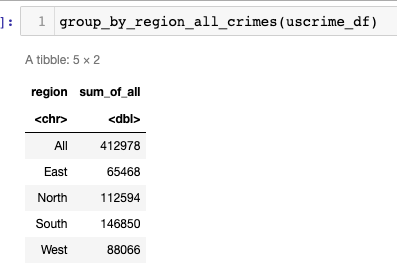 ]: 1 group_by_region_all_crimes(uscrime_df)
A tibble: 5 × 2
region sum_of_all
<chr> <dbl>
All 412978
East 65468
North 112594
South 146850
West 88066